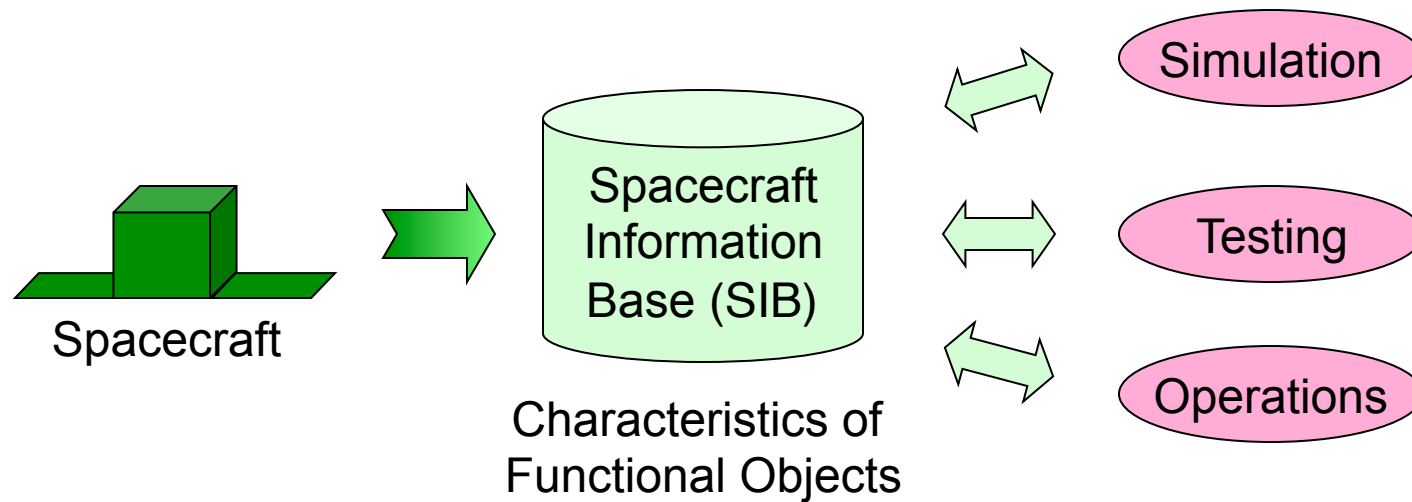 Spacecraft
Spacecraft
Information
Base (SIB)
Characteristics of
Functional Objects
Simulation
Testing
Operations